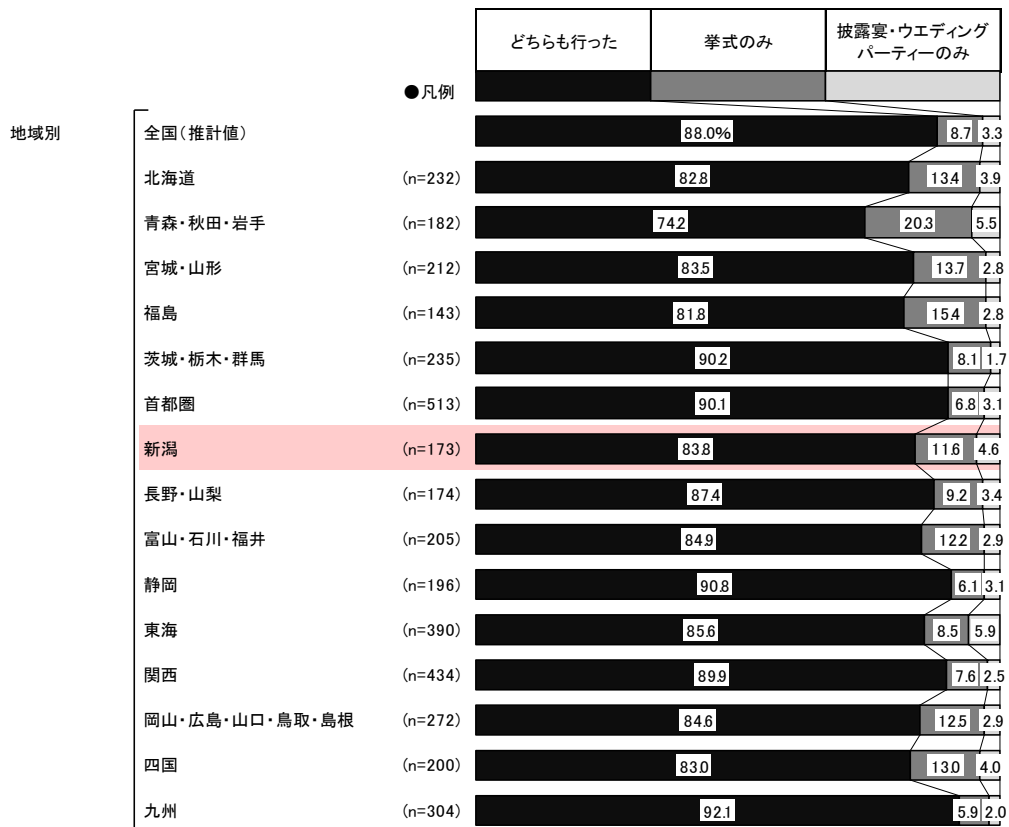 どちらも行った 挙式のみ 披露宴・ウエディング
パーティーのみ
●凡例
地域別 全国(推計値) 88.0% 8.7 3.3
北海道 (n=232) 82.8 13.4 3.9
青森・秋田・岩手 (n=182) 74.2 20.3 5.5
宮城・山形 (n=212) 83.5 13.7 2.8
福島 (n=143) 81.8 15.4 2.8
茨城・栃木・群馬 (n=235) 90.2 8.1 1.7
首都圏 (n=513) 90.1 6.8 3.1
新潟 (n=173) 83.8 11.6 4.6
長野・山梨 (n=174) 87.4 9.2 3.4
富山・石川・福井 (n=205) 84.9 12.2 2.9
静岡 (n=196) 90.8 6.1 3.1
東海 (n=390) 85.6 8.5 5.9
関西 (n=434) 89.9 7.6 2.5
岡山・広島・山口・鳥取・島根 (n=272) 84.6 12.5 2.9
四国 (n=200) 83.0 13.0 4.0
九州 (n=304) 92.1 5.9 2.0